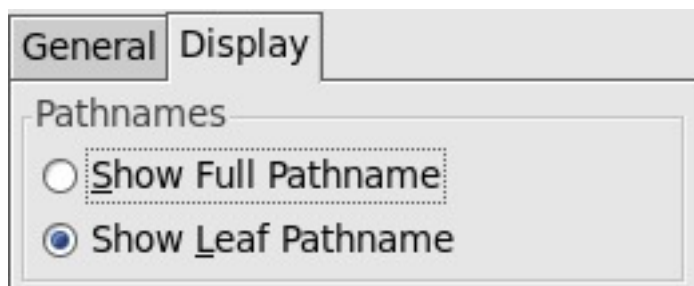 General Display
Pathnames
Show Full Pathname
Show Leaf Pathname